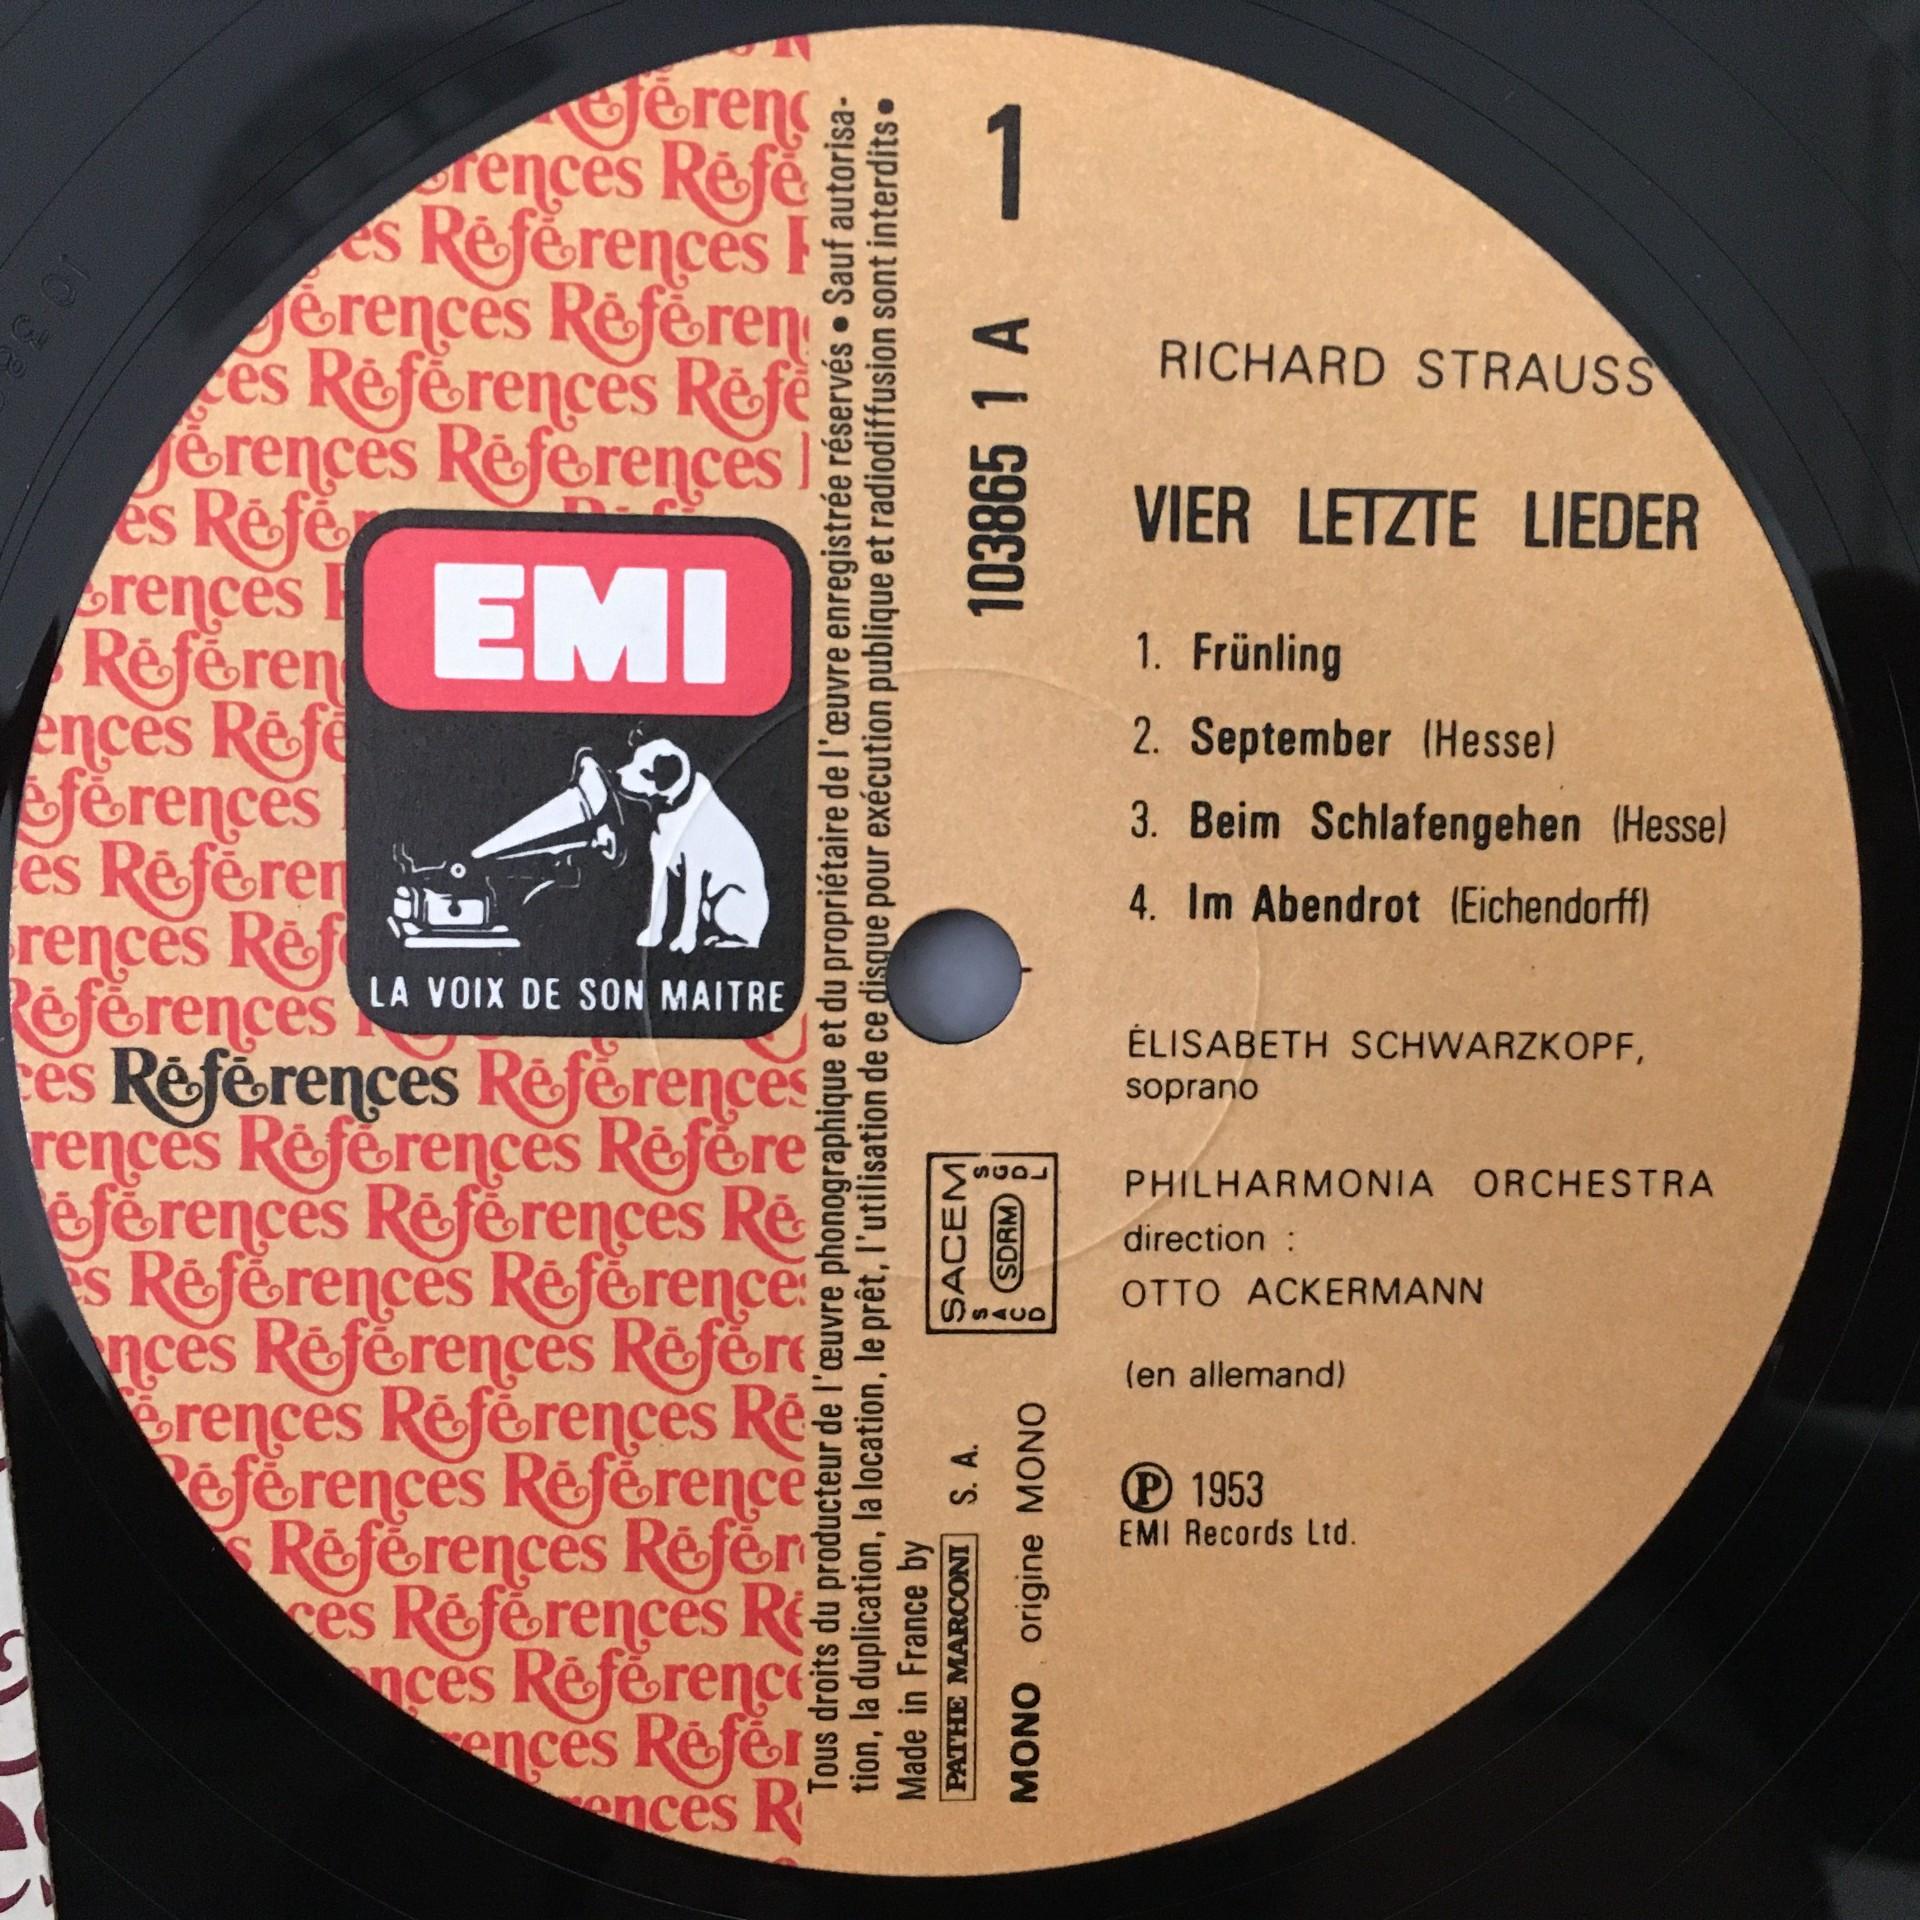 Références
EMI
LA VOIX DE SON MAITRE
Tous droits du producteur de l'œuvre phonographique et du propriétaire de l'œuvre enregistrée réservés • Sauf autorisa-
tion, la duplication, la location, le prêt, l'utilisation de ce disque pour exécution publique et radiodiffusion sont interdits •
Made in France by
PATHE MARCONI S. A.
MONO origine MONO
SACEM
SACD SDRM SGDL
103865 1 A
1
RICHARD STRAUSS
VIER LETZTE LIEDER
1. Frünling
2. September (Hesse)
3. Beim Schlafengehen (Hesse)
4. Im Abendrot (Eichendorff)
ÉLISABETH SCHWARZKOPF,
soprano
PHILHARMONIA ORCHESTRA
direction :
OTTO ACKERMANN
(en allemand)
Ⓟ 1953
EMI Records Ltd.